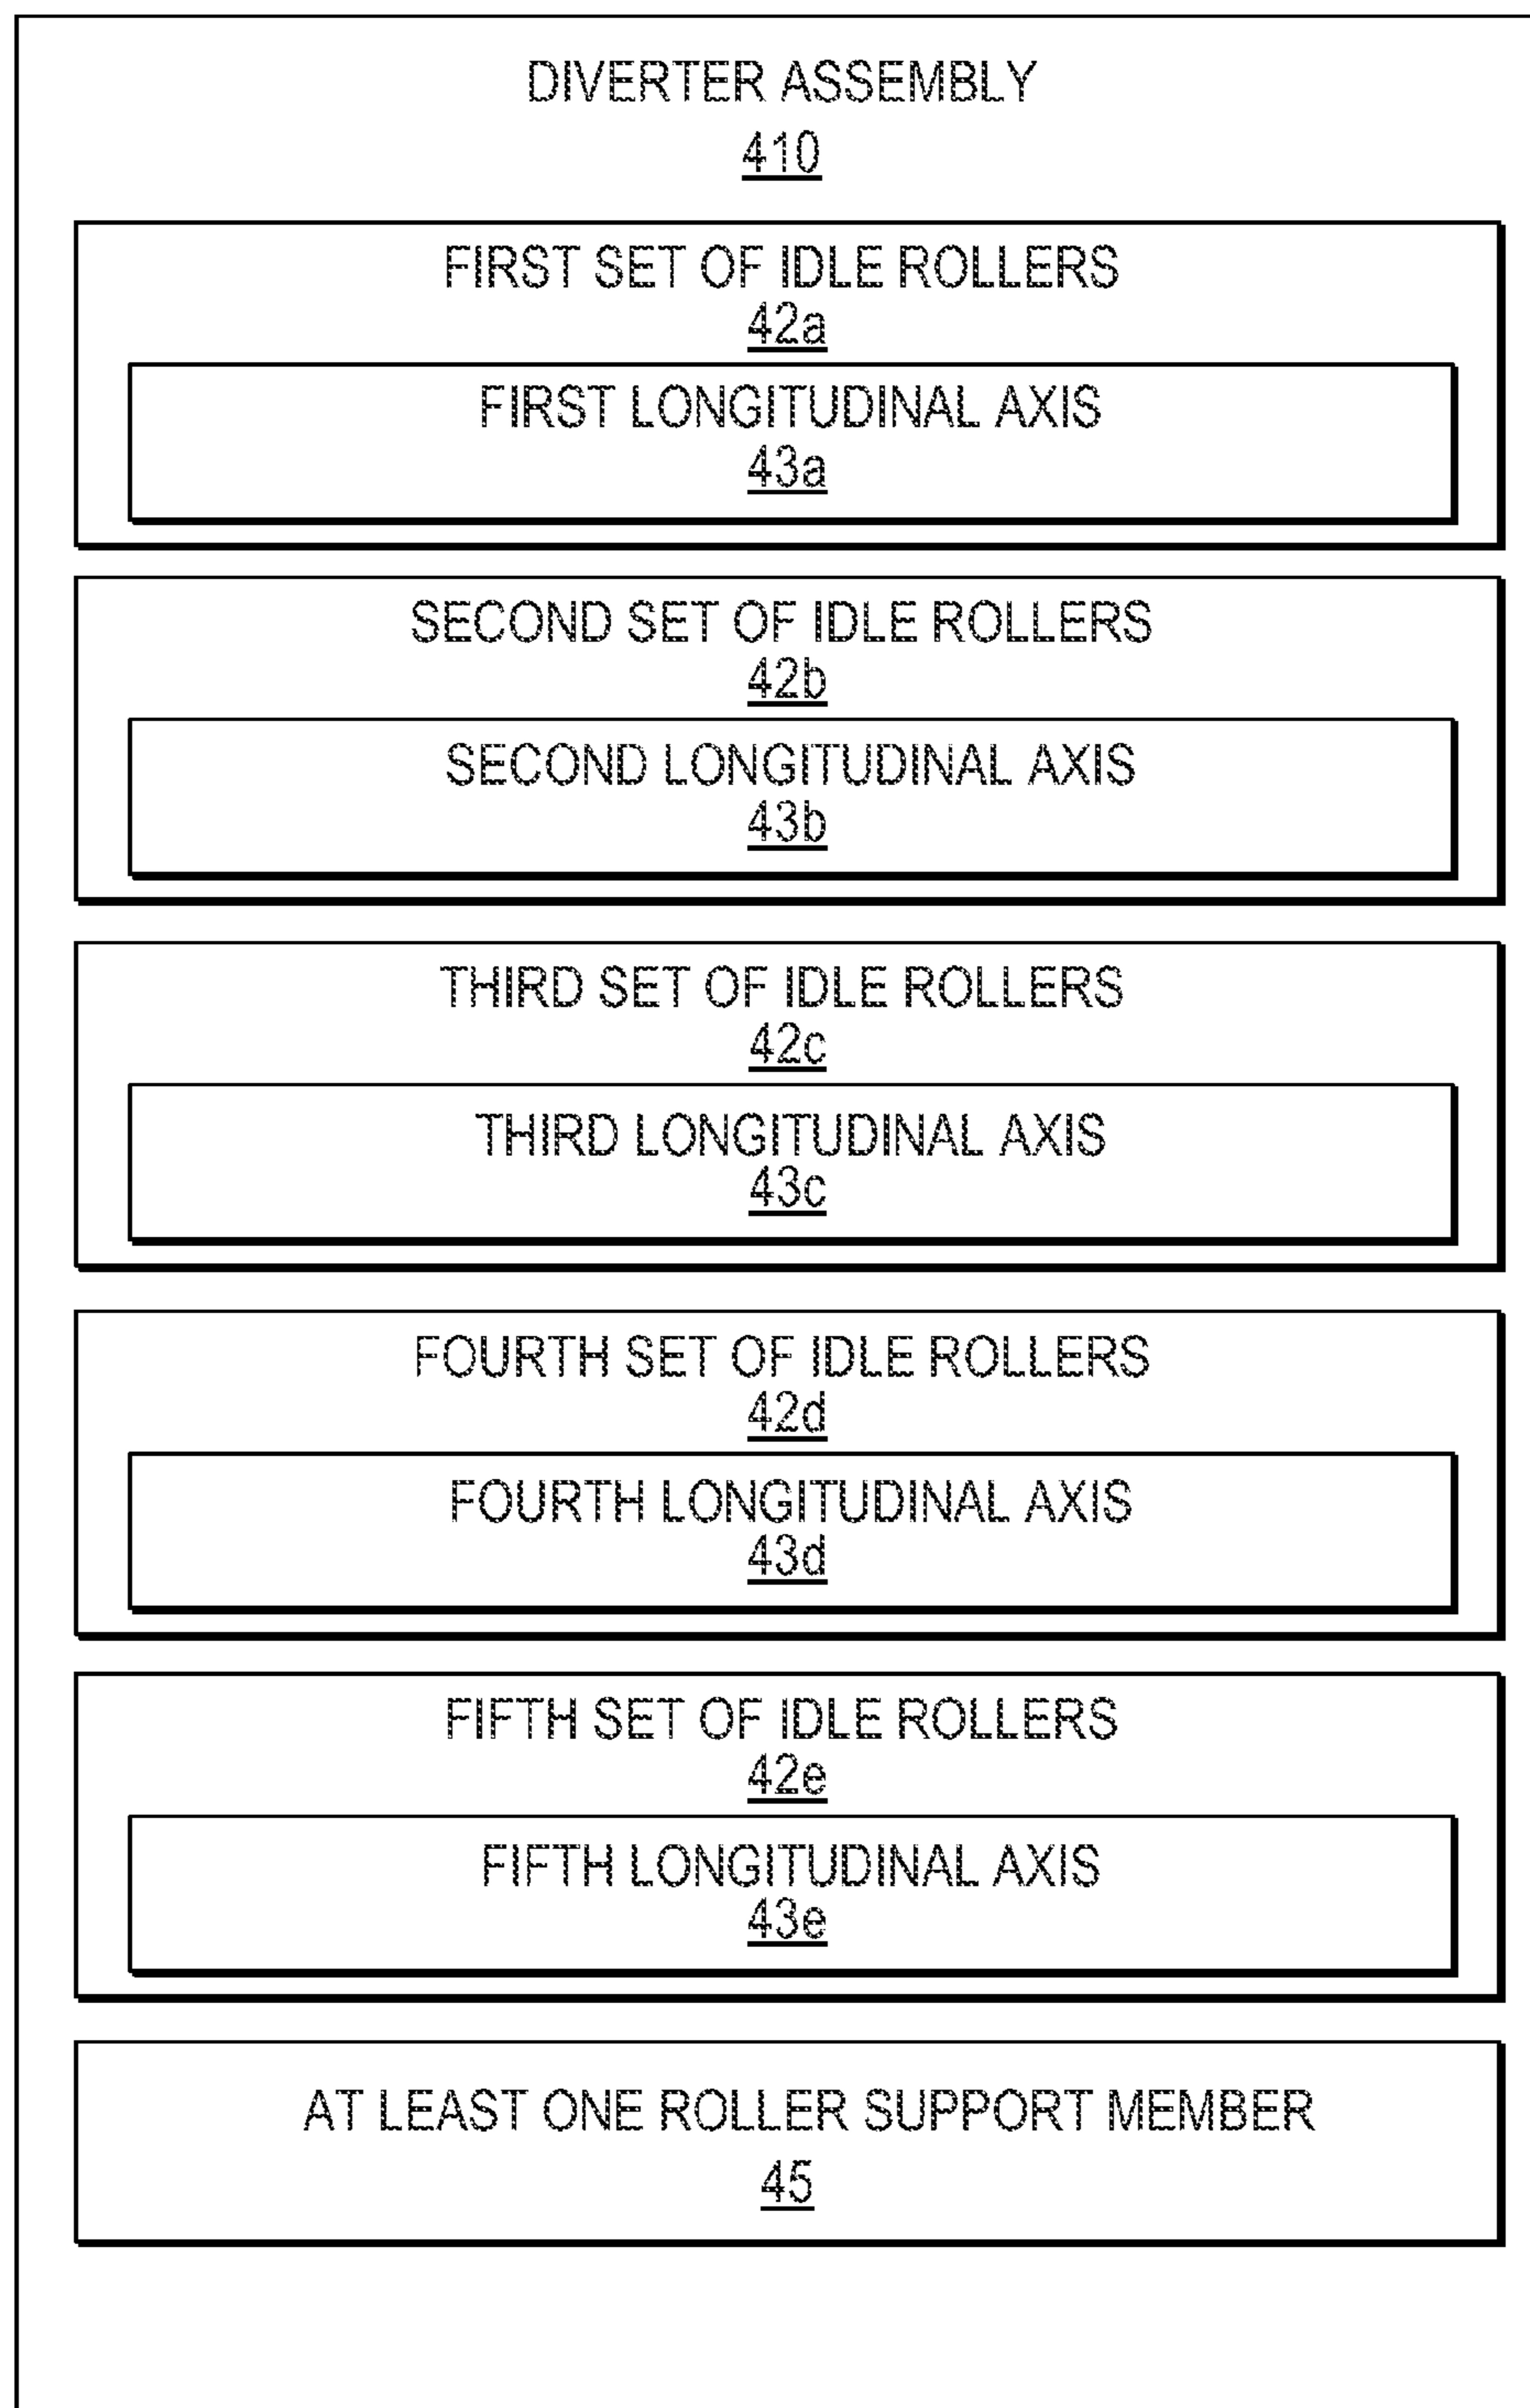 DIVERTER ASSEMBLY
410
FIRST SET OF IDLE ROLLERS
42a
FIRST LONGITUDINAL AXIS
43a
SECOND SET OF IDLE ROLLERS
42b
SECOND LONGITUDINAL AXIS
43b
THIRD SET OF IDLE ROLLERS
42c
THIRD LONGITUDINAL AXIS
43c
FOURTH SET OF IDLE ROLLERS
42d
FOURTH LONGITUDINAL AXIS
43d
FIFTH SET OF IDLE ROLLERS
42e
FIFTH LONGITUDINAL AXIS
43e
AT LEAST ONE ROLLER SUPPORT MEMBER
45